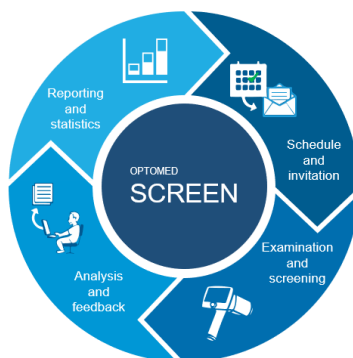 Reporting
and
statistics
Schedule
and
invitation
OPTOMED
SCREEN
Examination
and
screening
Analysis
and
feedback